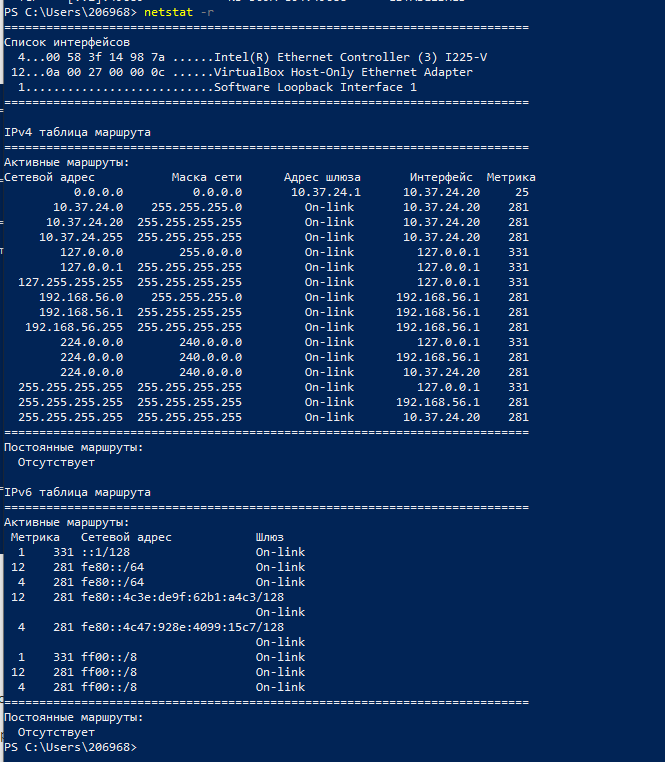 PS C:\Users\206968> netstat -r
===========================================================================
Список интерфейсов
  4...00 58 3f 14 98 7a ......Intel(R) Ethernet Controller (3) I225-V
 12...0a 00 27 00 00 0c ......VirtualBox Host-Only Ethernet Adapter
  1...........................Software Loopback Interface 1
===========================================================================

IPv4 таблица маршрута
===========================================================================
Активные маршруты:
Сетевой адрес           Маска сети      Адрес шлюза       Интерфейс  Метрика
          0.0.0.0          0.0.0.0       10.37.24.1      10.37.24.20     25
       10.37.24.0    255.255.255.0         On-link       10.37.24.20    281
      10.37.24.20  255.255.255.255         On-link       10.37.24.20    281
     10.37.24.255  255.255.255.255         On-link       10.37.24.20    281
        127.0.0.0        255.0.0.0         On-link         127.0.0.1    331
        127.0.0.1  255.255.255.255         On-link         127.0.0.1    331
  127.255.255.255  255.255.255.255         On-link         127.0.0.1    331
     192.168.56.0    255.255.255.0         On-link      192.168.56.1    281
     192.168.56.1  255.255.255.255         On-link      192.168.56.1    281
   192.168.56.255  255.255.255.255         On-link      192.168.56.1    281
        224.0.0.0        240.0.0.0         On-link         127.0.0.1    331
        224.0.0.0        240.0.0.0         On-link      192.168.56.1    281
        224.0.0.0        240.0.0.0         On-link       10.37.24.20    281
  255.255.255.255  255.255.255.255         On-link         127.0.0.1    331
  255.255.255.255  255.255.255.255         On-link      192.168.56.1    281
  255.255.255.255  255.255.255.255         On-link       10.37.24.20    281
===========================================================================
Постоянные маршруты:
  Отсутствует

IPv6 таблица маршрута
===========================================================================
Активные маршруты:
 Метрика   Сетевой адрес            Шлюз
  1    331 ::1/128                  On-link
 12    281 fe80::/64                On-link
  4    281 fe80::/64                On-link
 12    281 fe80::4c3e:de9f:62b1:a4c3/128
                                    On-link
  4    281 fe80::4c47:928e:4099:15c7/128
                                    On-link
  1    331 ff00::/8                 On-link
 12    281 ff00::/8                 On-link
  4    281 ff00::/8                 On-link
===========================================================================
Постоянные маршруты:
  Отсутствует
PS C:\Users\206968>